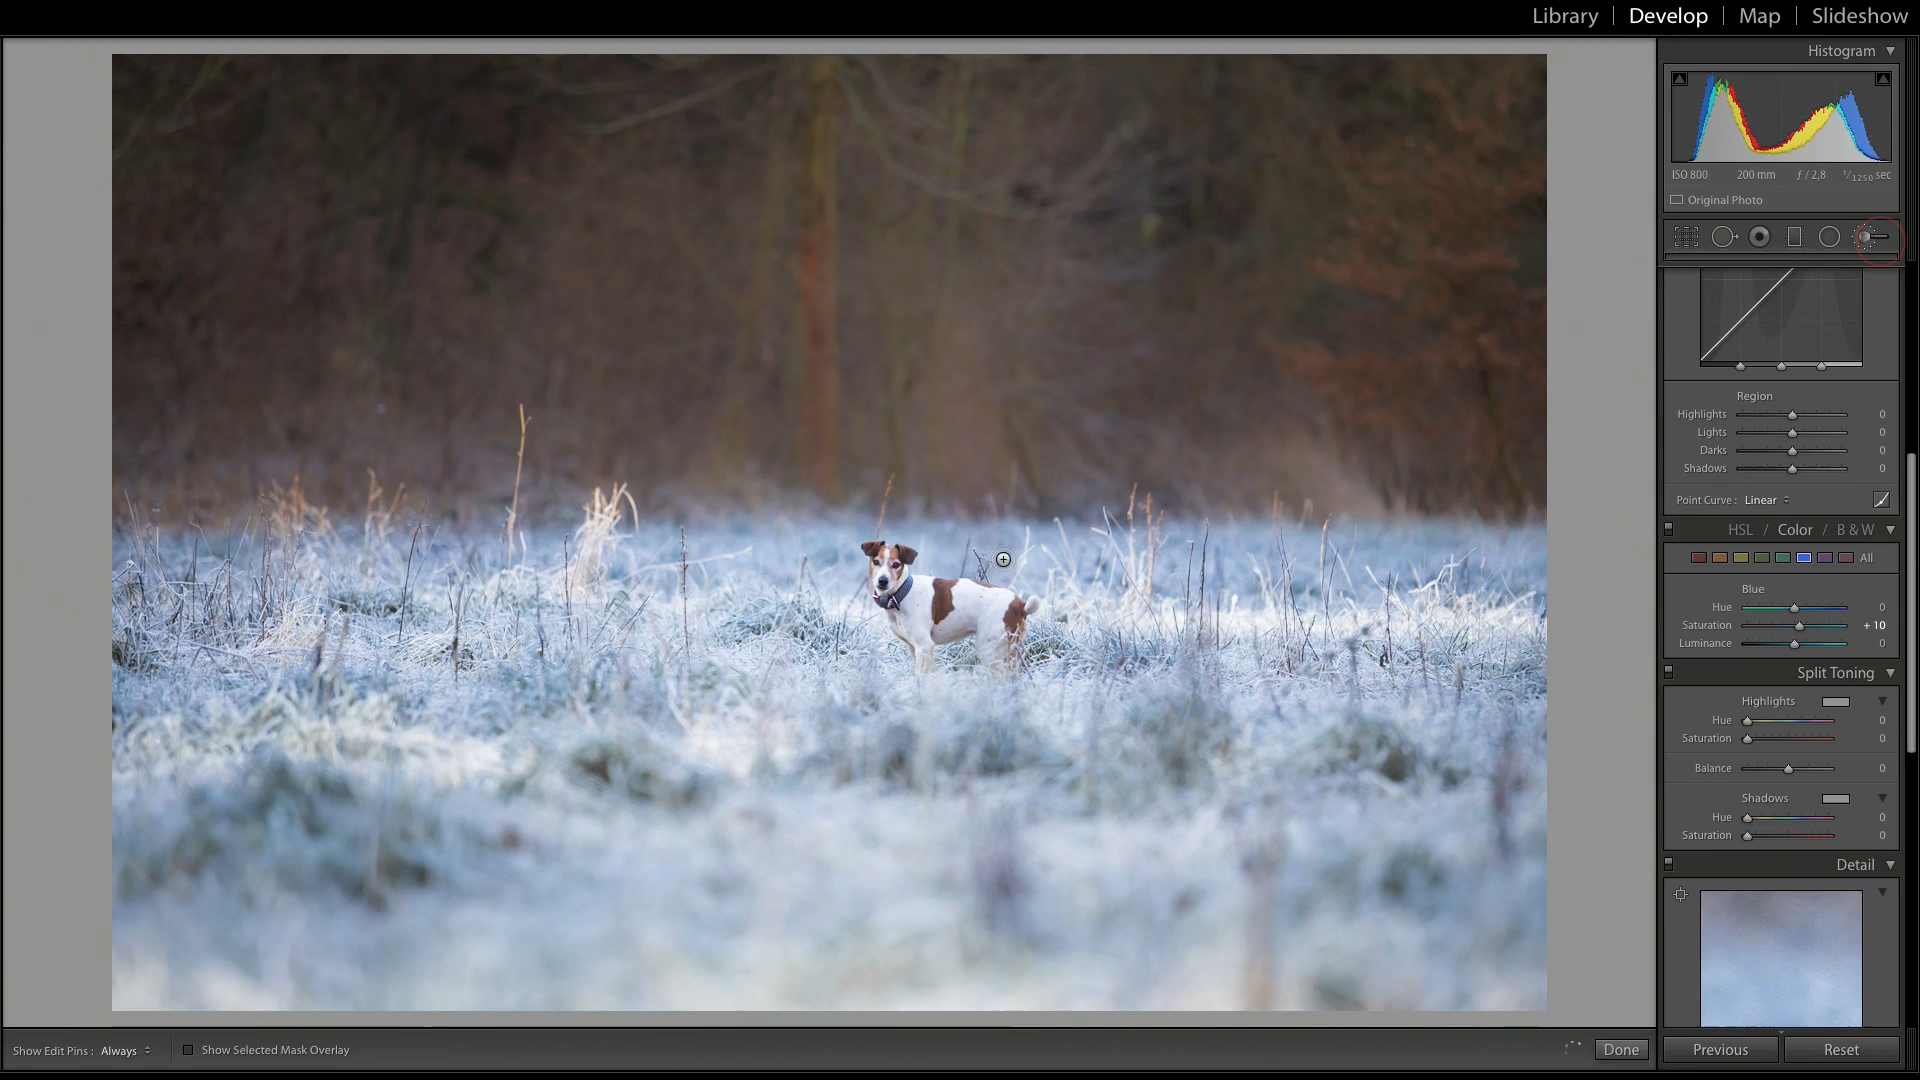 Library | Develop | Map | Slideshow
Histogram
ISO 800 200 mm ƒ / 2,8 1/1250 sec
Original Photo
Region
Highlights 0
Lights 0
Darks 0
Shadows 0
Point Curve : Linear
HSL / Color / B & W
All
Blue
Hue 0
Saturation + 10
Luminance 0
Split Toning
Highlights
Hue 0
Saturation 0
Balance 0
Shadows
Hue 0
Saturation 0
Detail
Show Edit Pins : Always Show Selected Mask Overlay Done Previous Reset